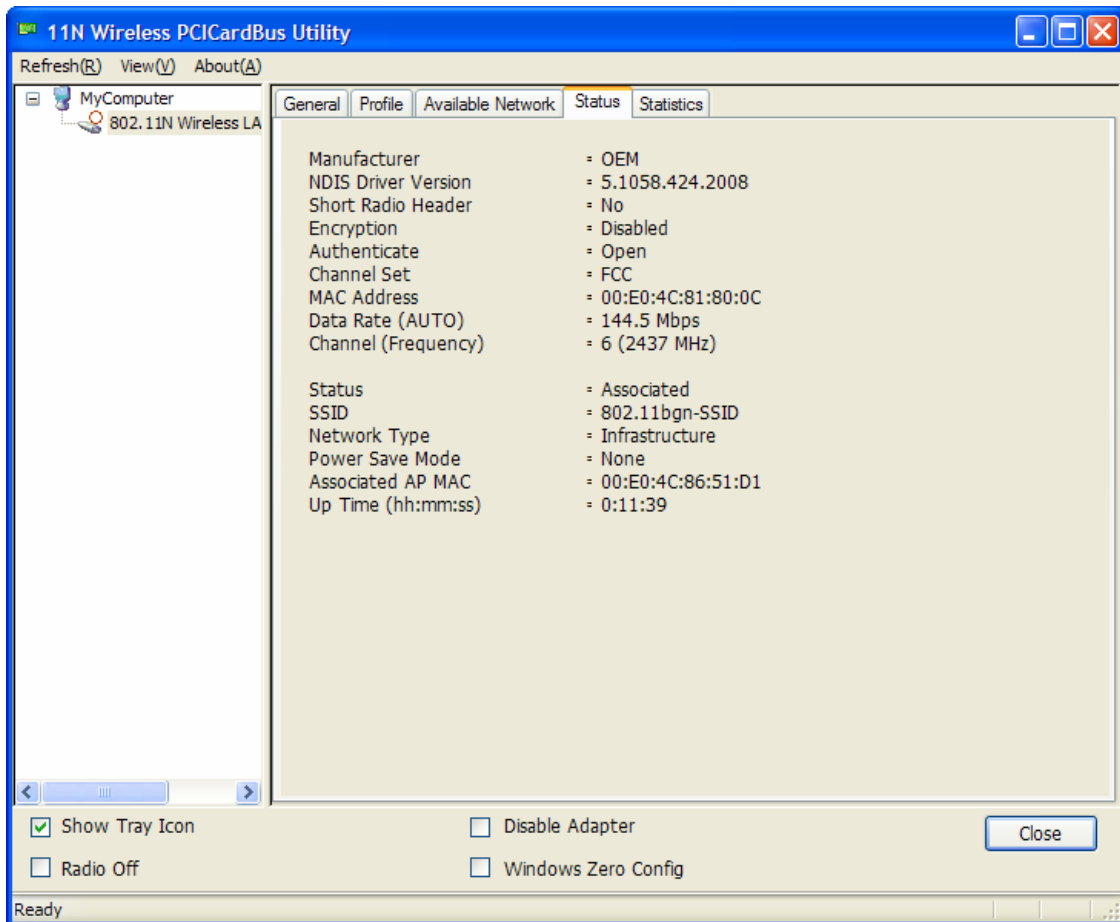 11N Wireless PCICardBus Utility
Refresh(R) View(V) About(A)
MyComputer
802.11N Wireless LA
General Profile Available Network Status Statistics
Manufacturer = OEM
NDIS Driver Version = 5.1058.424.2008
Short Radio Header = No
Encryption = Disabled
Authenticate = Open
Channel Set = FCC
MAC Address = 00:E0:4C:81:80:0C
Data Rate (AUTO) = 144.5 Mbps
Channel (Frequency) = 6 (2437 MHz)
Status = Associated
SSID = 802.11bgn-SSID
Network Type = Infrastructure
Power Save Mode = None
Associated AP MAC = 00:E0:4C:86:51:D1
Up Time (hh:mm:ss) = 0:11:39
Show Tray Icon Disable Adapter Close
Radio Off Windows Zero Config
Ready